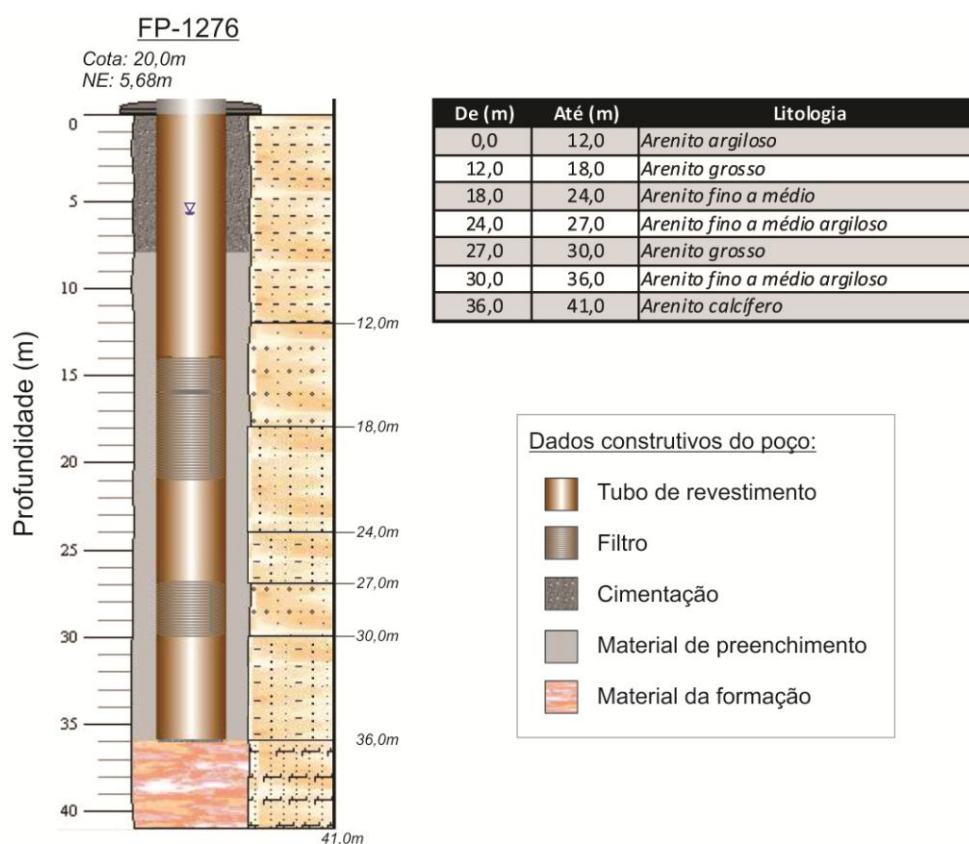 FP-1276
Cota: 20,0m
NE: 5,68m
Profundidade (m)
0
5
10
15
20
25
30
35
40
12,0m
18,0m
24,0m
27,0m
30,0m
36,0m
41,0m
De (m) Até (m) Litologia
0,0 12,0 Arenito argiloso
12,0 18,0 Arenito grosso
18,0 24,0 Arenito fino a médio
24,0 27,0 Arenito fino a médio argiloso
27,0 30,0 Arenito grosso
30,0 36,0 Arenito fino a médio argiloso
36,0 41,0 Arenito calcífero
Dados construtivos do poço:
Tubo de revestimento
Filtro
Cimentação
Material de preenchimento
Material da formação